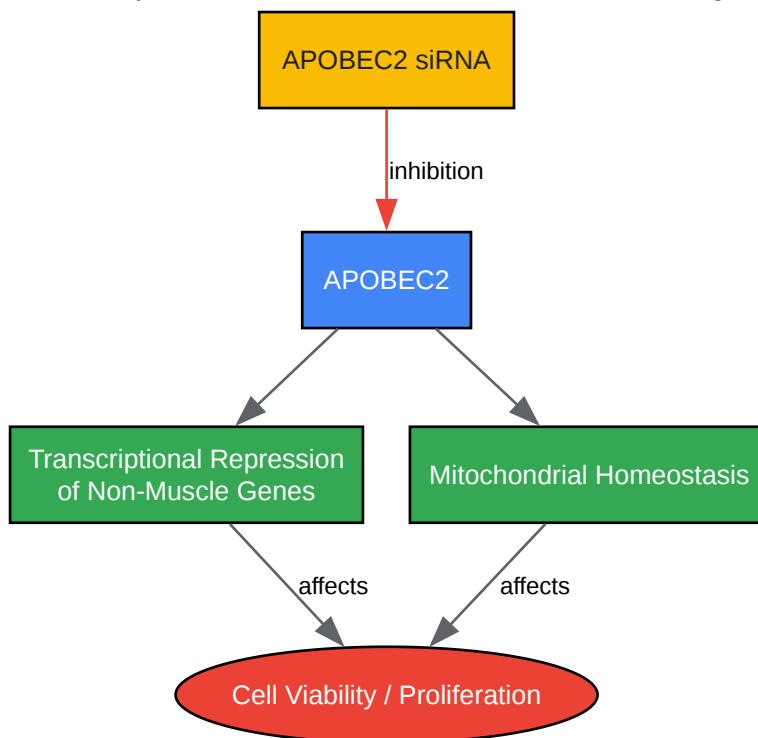 APOBEC2 siRNA
inhibition
APOBEC2
Transcriptional Repression
of Non-Muscle Genes
Mitochondrial Homeostasis
affects
affects
Cell Viability / Proliferation